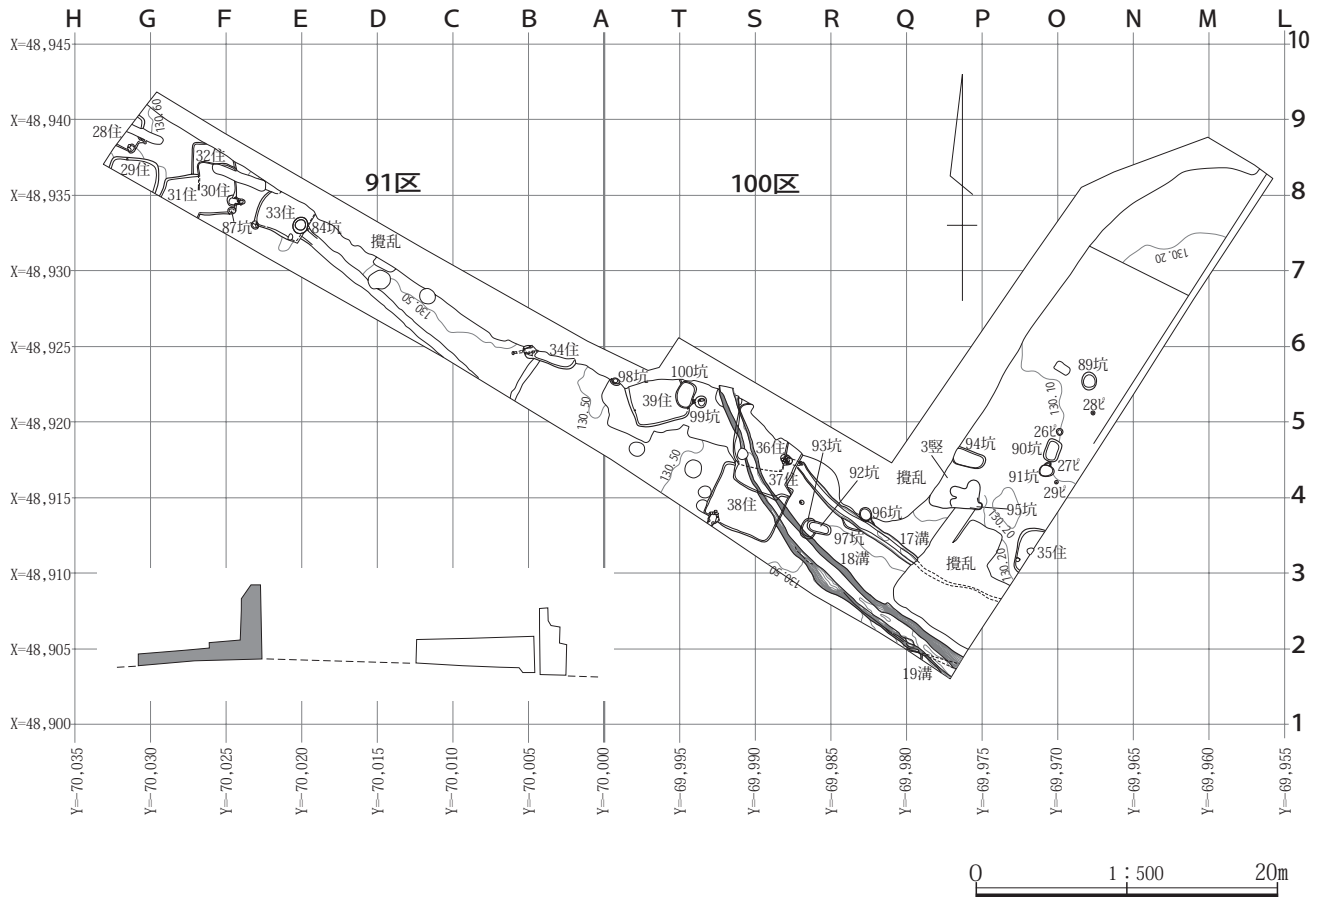 H G F E D C B A T S R Q P O N M L
X=48,945 10
X=48,940 9
X=48,935 8
X=48,930 7
X=48,925 6
X=48,920 5
X=48,915 4
X=48,910 3
X=48,905 2
X=48,900 1
91区
100区
28住
130.60
29住
32住
31住
30住
87坑
33住
84坑
攪乱
130.50
34住
98坑
100坑
39住
99坑
130.50
130.50
36住
37住
38住
93坑
92坑
97坑
96坑
17溝
18溝
19溝
130.50
攪乱
3竪
94坑
95坑
130.20
130.20
攪乱
35住
130.20
130.10
89坑
28ピ
26ピ
90坑
27ピ
91坑
29ピ
Y=-70,035
Y=-70,030
Y=-70,025
Y=-70,020
Y=-70,015
Y=-70,010
Y=-70,005
Y=-70,000
Y=-69,995
Y=-69,990
Y=-69,985
Y=-69,980
Y=-69,975
Y=-69,970
Y=-69,965
Y=-69,960
Y=-69,955
0 1：500 20m